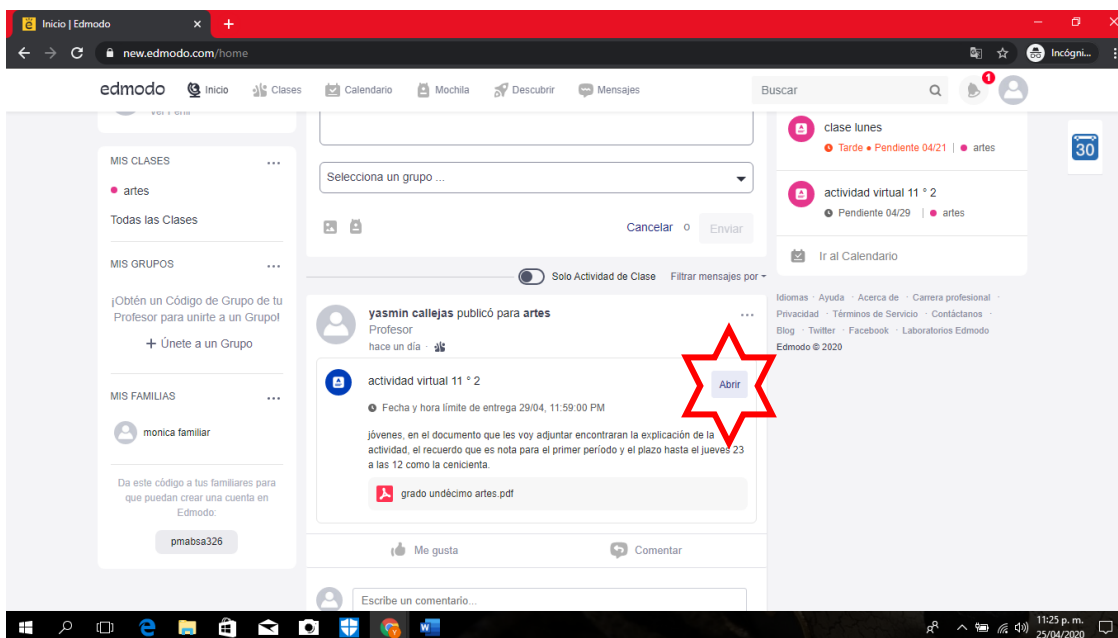 Inicio | Edmodo
new.edmodo.com/home
Incógni...
edmodo
Inicio
Clases
Calendario
Mochila
Descubrir
Mensajes
Buscar
1
Ver Perfil
MIS CLASES
artes
Todas las Clases
MIS GRUPOS
¡Obtén un Código de Grupo de tu
Profesor para unirte a un Grupo!
+ Únete a un Grupo
MIS FAMILIAS
monica familiar
Da este código a tus familiares para
que puedan crear una cuenta en
Edmodo:
pmabsa326
Selecciona un grupo ...
Cancelar o Enviar
Solo Actividad de Clase Filtrar mensajes por
yasmin callejas publicó para artes
Profesor
hace un día ·
actividad virtual 11 ° 2
Abrir
Fecha y hora límite de entrega 29/04, 11:59:00 PM
jóvenes, en el documento que les voy adjuntar encontraran la explicación de la
actividad, el recuerdo que es nota para el primer período y el plazo hasta el jueves 23
a las 12 como la cenicienta.
grado undécimo artes.pdf
Me gusta
Comentar
Escribe un comentario...
clase lunes
Tarde • Pendiente 04/21 | artes
actividad virtual 11 ° 2
Pendiente 04/29 | artes
Ir al Calendario
Idiomas · Ayuda · Acerca de · Carrera profesional ·
Privacidad · Términos de Servicio · Contáctanos ·
Blog · Twitter · Facebook · Laboratorios Edmodo
Edmodo © 2020
30
11:25 p. m.
25/04/2020